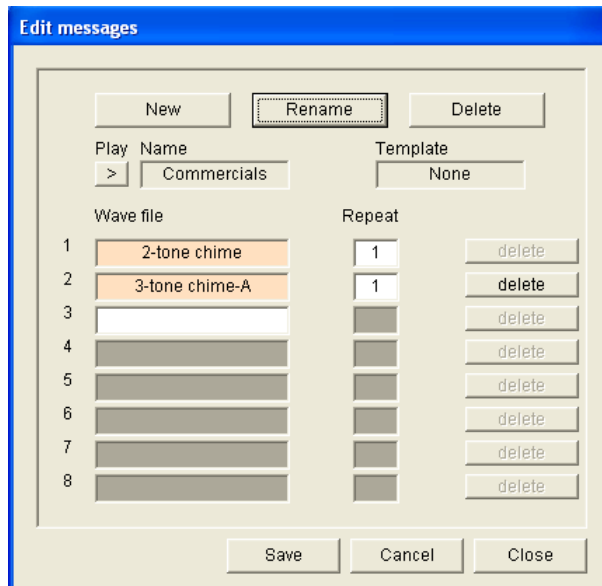 Edit messages
New Rename Delete
Play Name Template
> Commercials None
Wave file Repeat
1 2-tone chime 1 delete
2 3-tone chime-A 1 delete
3 delete
4 delete
5 delete
6 delete
7 delete
8 delete
Save Cancel Close